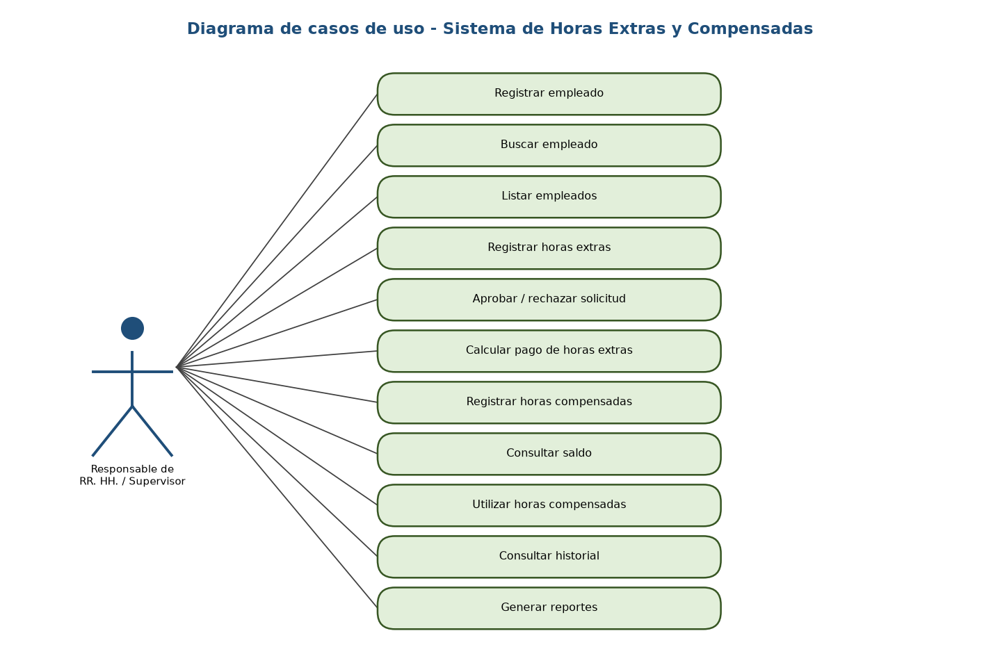 Diagrama de casos de uso - Sistema de Horas Extras y Compensadas
Registrar empleado
Buscar empleado
Listar empleados
Registrar horas extras
Aprobar / rechazar solicitud
Calcular pago de horas extras
Registrar horas compensadas
Consultar saldo
Utilizar horas compensadas
Consultar historial
Generar reportes
Responsable de
RR. HH. / Supervisor